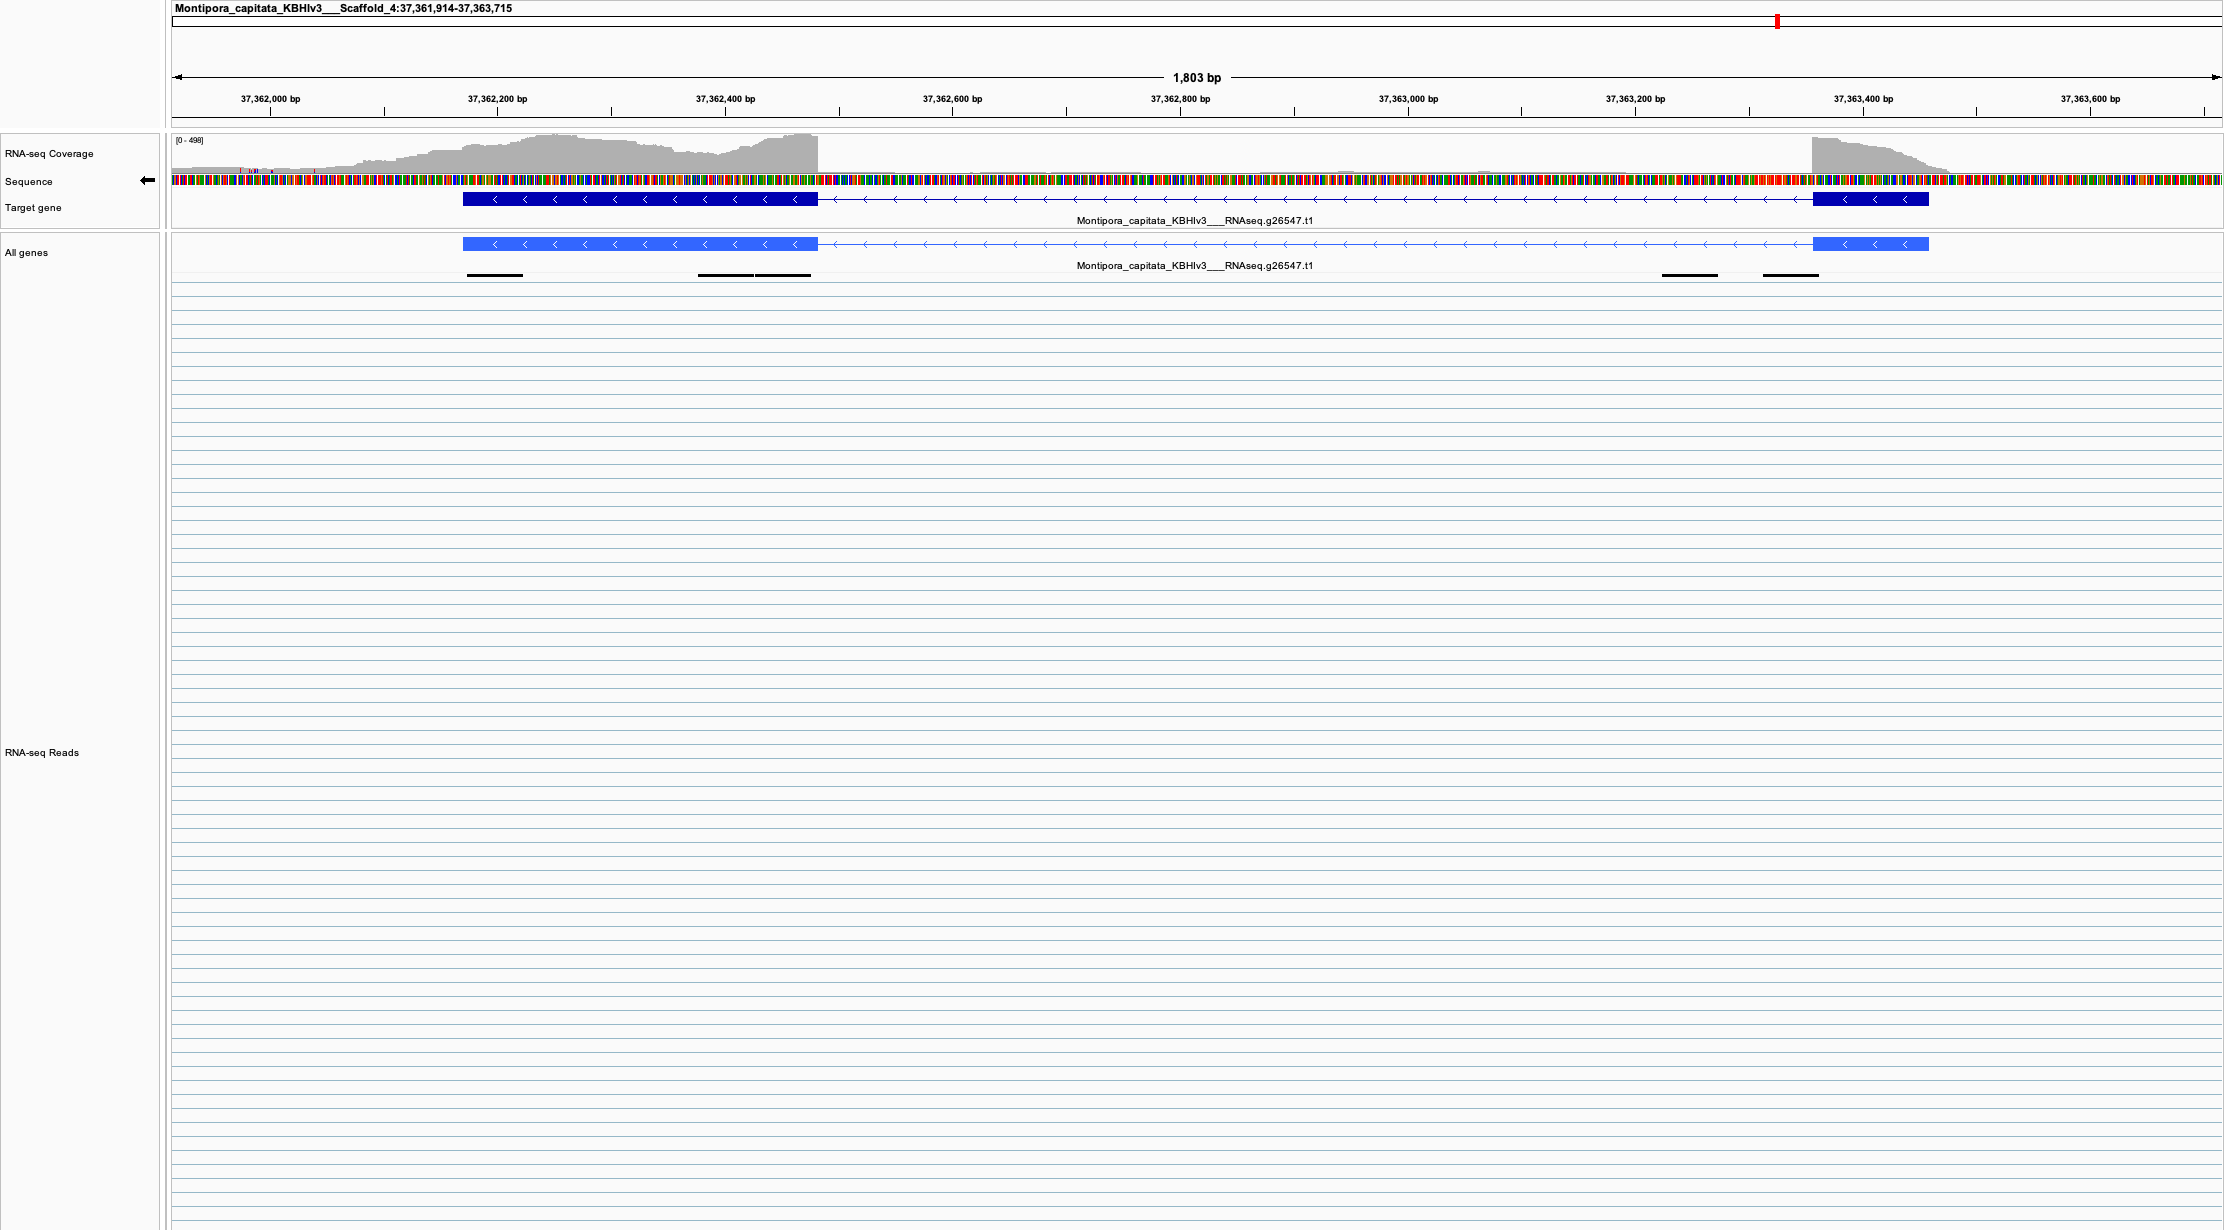 Montipora_capitata_KBHIv3___Scaffold_4:37,361,914-37,363,715
1,803 bp
37,362,000 bp 37,362,200 bp 37,362,400 bp 37,362,600 bp 37,362,800 bp 37,363,000 bp 37,363,200 bp 37,363,400 bp 37,363,600 bp
[0 - 498]
RNA-seq Coverage
Sequence
Target gene
Montipora_capitata_KBHIv3___RNAseq.g26547.t1
All genes
Montipora_capitata_KBHIv3___RNAseq.g26547.t1
RNA-seq Reads